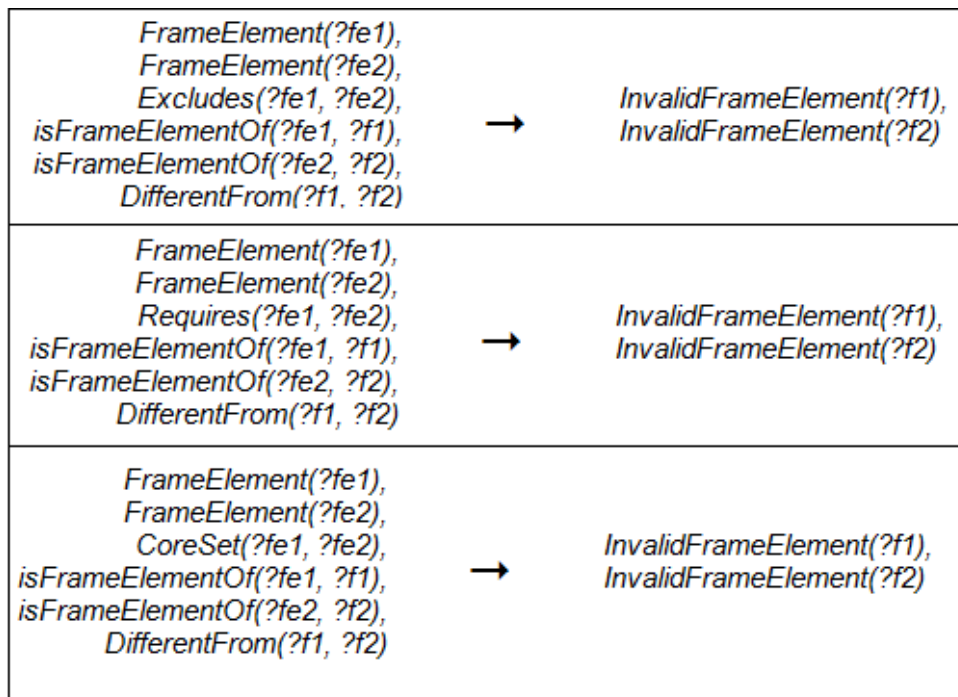 FrameElement(?fe1),
FrameElement(?fe2),
Excludes(?fe1, ?fe2),
isFrameElementOf(?fe1, ?f1),
isFrameElementOf(?fe2, ?f2),
DifferentFrom(?f1, ?f2)
→
InvalidFrameElement(?f1),
InvalidFrameElement(?f2)
FrameElement(?fe1),
FrameElement(?fe2),
Requires(?fe1, ?fe2),
isFrameElementOf(?fe1, ?f1),
isFrameElementOf(?fe2, ?f2),
DifferentFrom(?f1, ?f2)
→
InvalidFrameElement(?f1),
InvalidFrameElement(?f2)
FrameElement(?fe1),
FrameElement(?fe2),
CoreSet(?fe1, ?fe2),
isFrameElementOf(?fe1, ?f1),
isFrameElementOf(?fe2, ?f2),
DifferentFrom(?f1, ?f2)
→
InvalidFrameElement(?f1),
InvalidFrameElement(?f2)